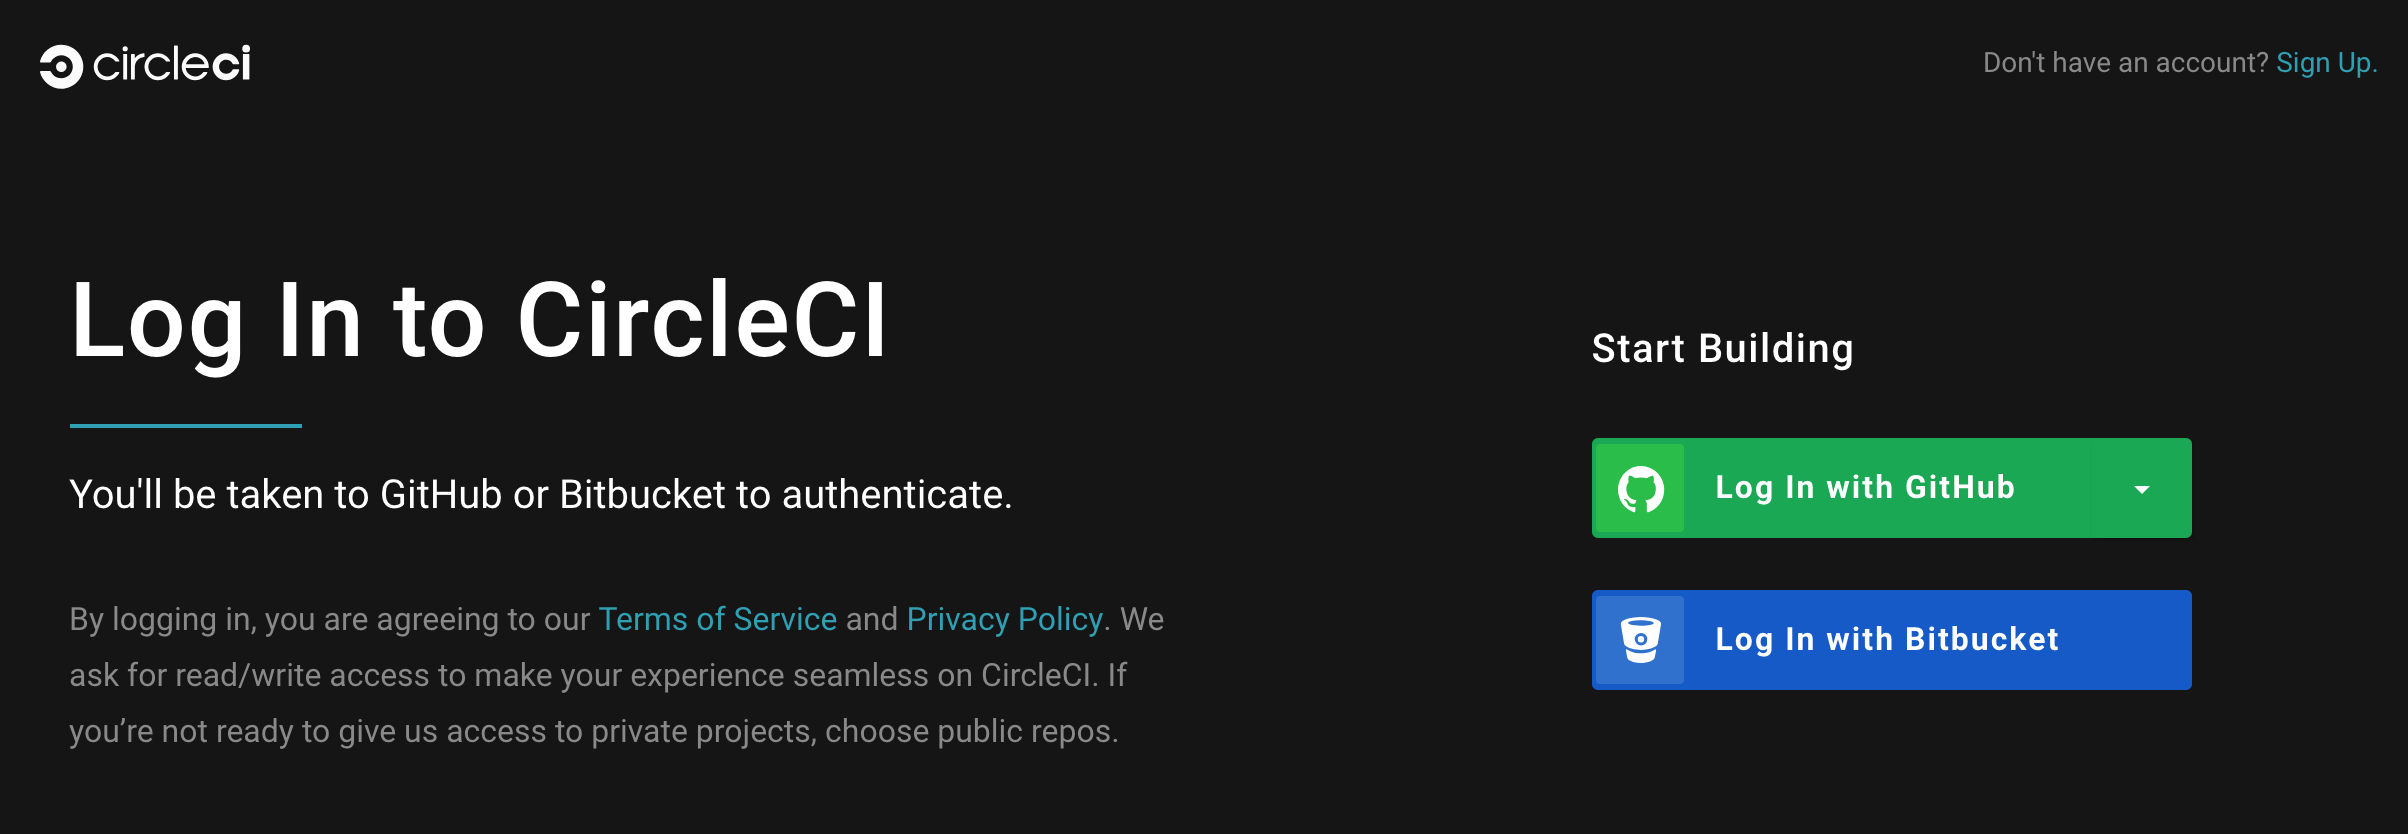 circleci
Don't have an account? Sign Up.
Log In to CircleCI
You'll be taken to GitHub or Bitbucket to authenticate.
By logging in, you are agreeing to our Terms of Service and Privacy Policy. We
ask for read/write access to make your experience seamless on CircleCI. If
you’re not ready to give us access to private projects, choose public repos.
Start Building
Log In with GitHub
Log In with Bitbucket